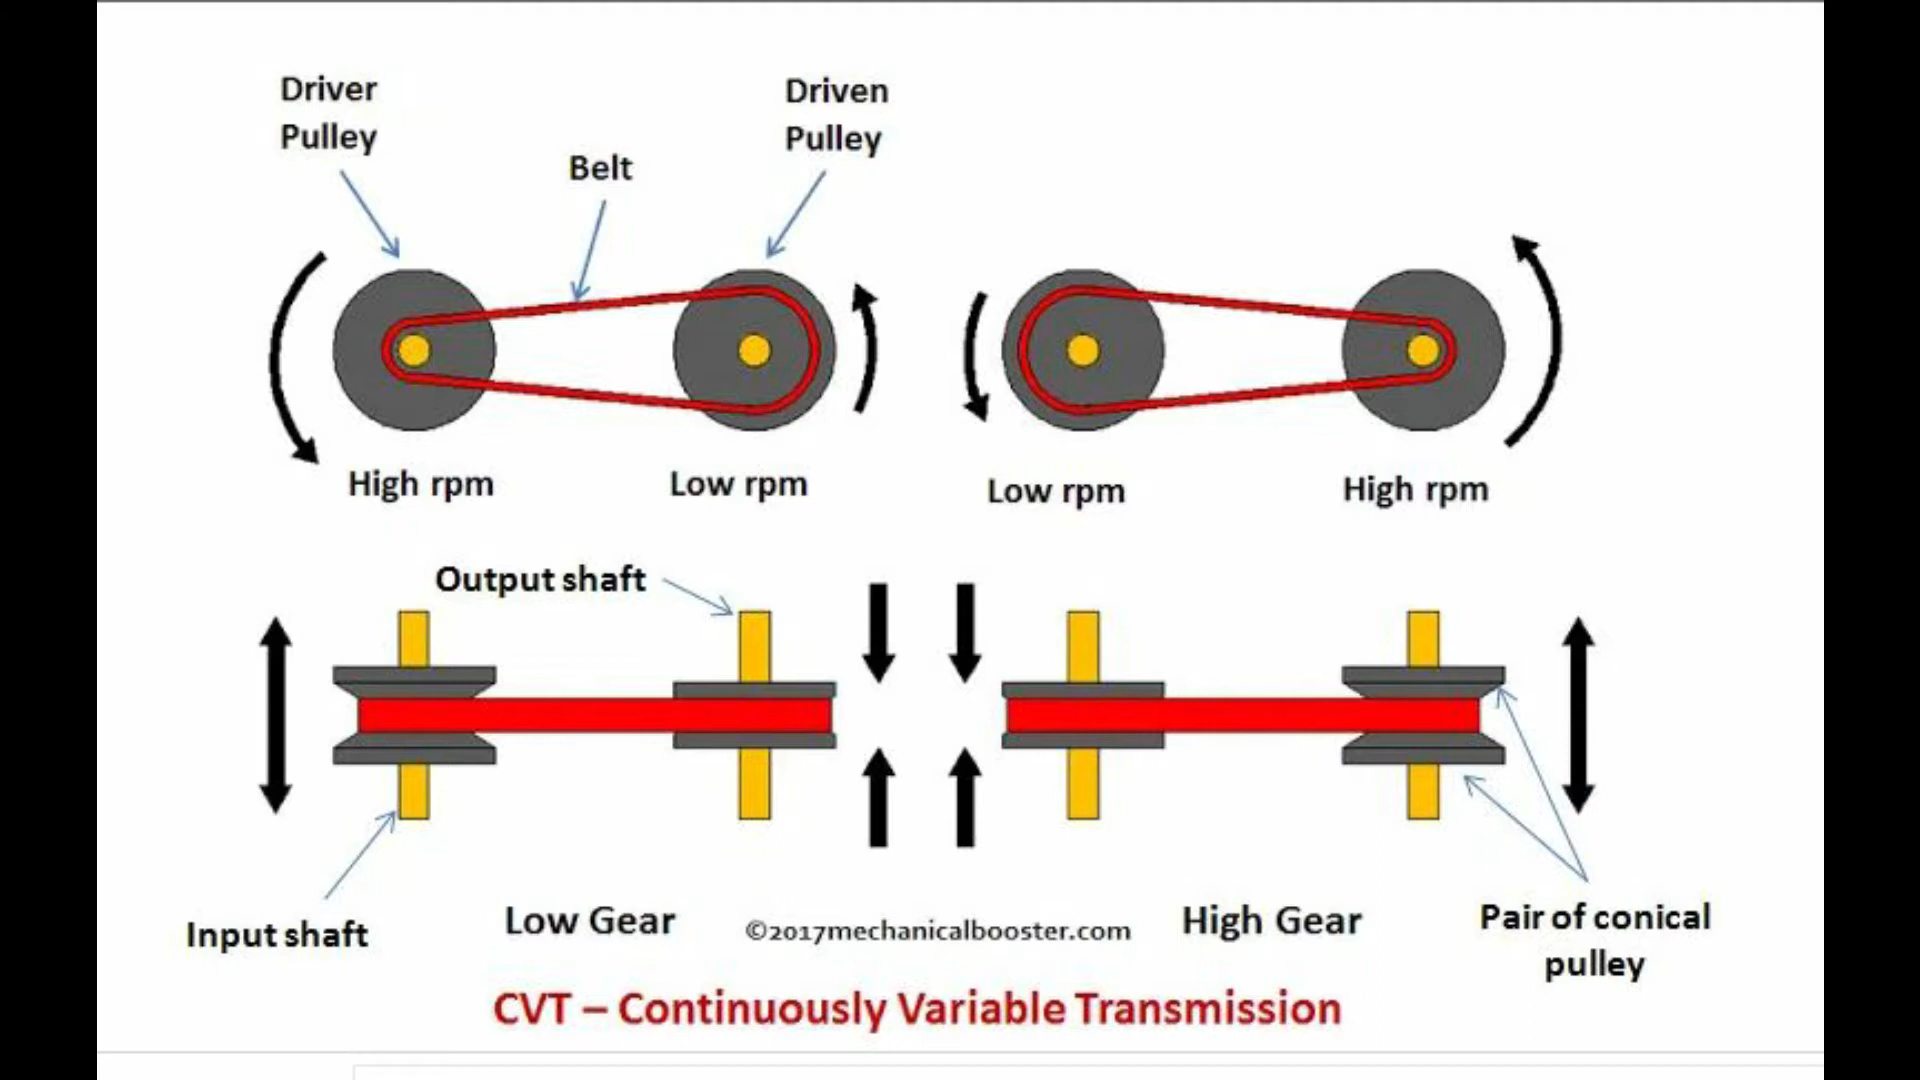 Driver
Pulley
Driven
Pulley
Belt
High rpm
Low rpm
Low rpm
High rpm
Output shaft
Input shaft
Low Gear
©2017mechanicalbooster.com
High Gear
Pair of conical
pulley
CVT – Continuously Variable Transmission